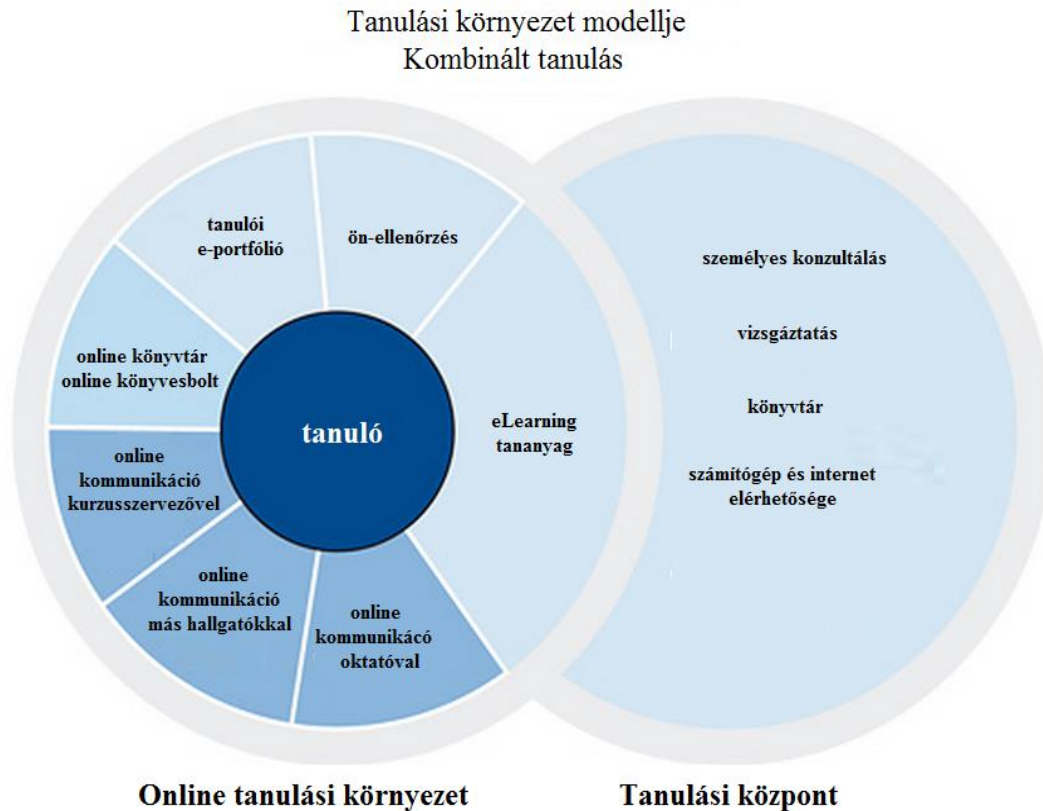 Tanulási környezet modellje
Kombinált tanulás
tanulói
e-portfólió
ön-ellenőrzés
online könyvtár
online könyvesbolt
tanuló
eLearning
tananyag
online
kommunikáció
kurzusszervezővel
online
kommunikáció
más hallgatókkal
online
kommunikácó
oktatóval
személyes konzultálás
vizsgáztatás
könyvtár
számítógép és internet
elérhetősége
Online tanulási környezet
Tanulási központ